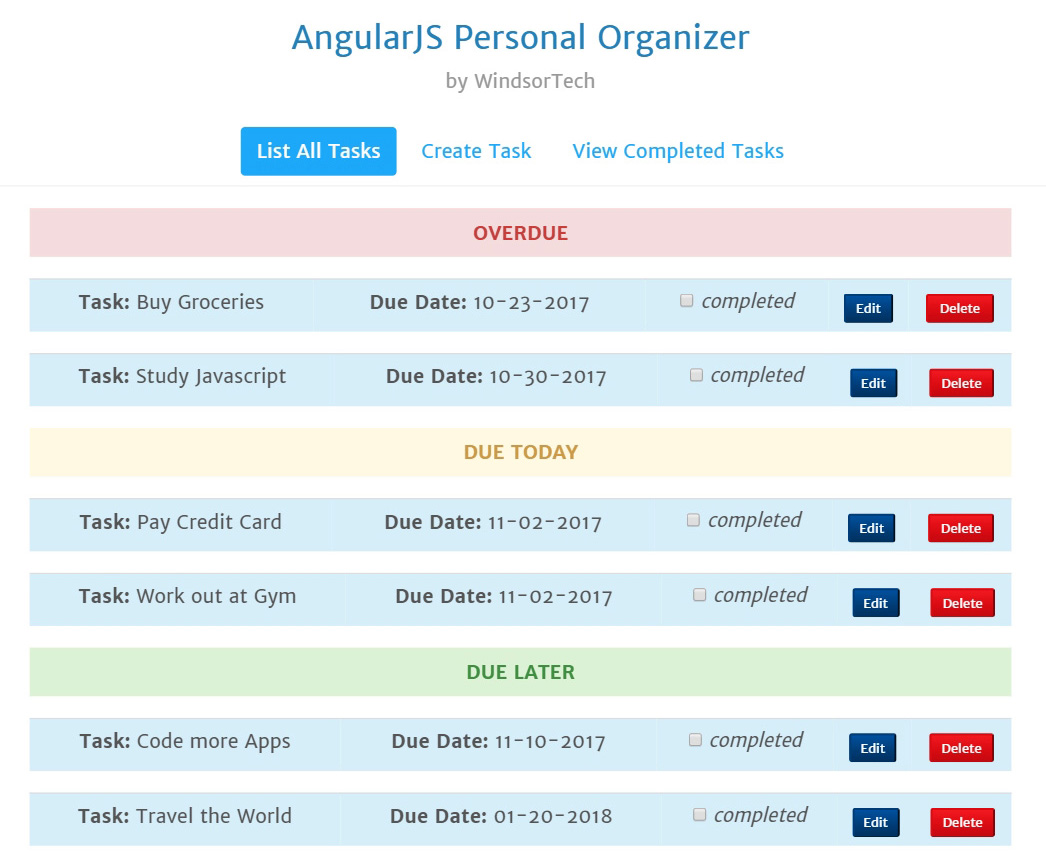 AngularJS Personal Organizer
by WindsorTech
List All Tasks Create Task View Completed Tasks
OVERDUE
Task: Buy Groceries Due Date: 10-23-2017 completed Edit Delete
Task: Study Javascript Due Date: 10-30-2017 completed Edit Delete
DUE TODAY
Task: Pay Credit Card Due Date: 11-02-2017 completed Edit Delete
Task: Work out at Gym Due Date: 11-02-2017 completed Edit Delete
DUE LATER
Task: Code more Apps Due Date: 11-10-2017 completed Edit Delete
Task: Travel the World Due Date: 01-20-2018 completed Edit Delete